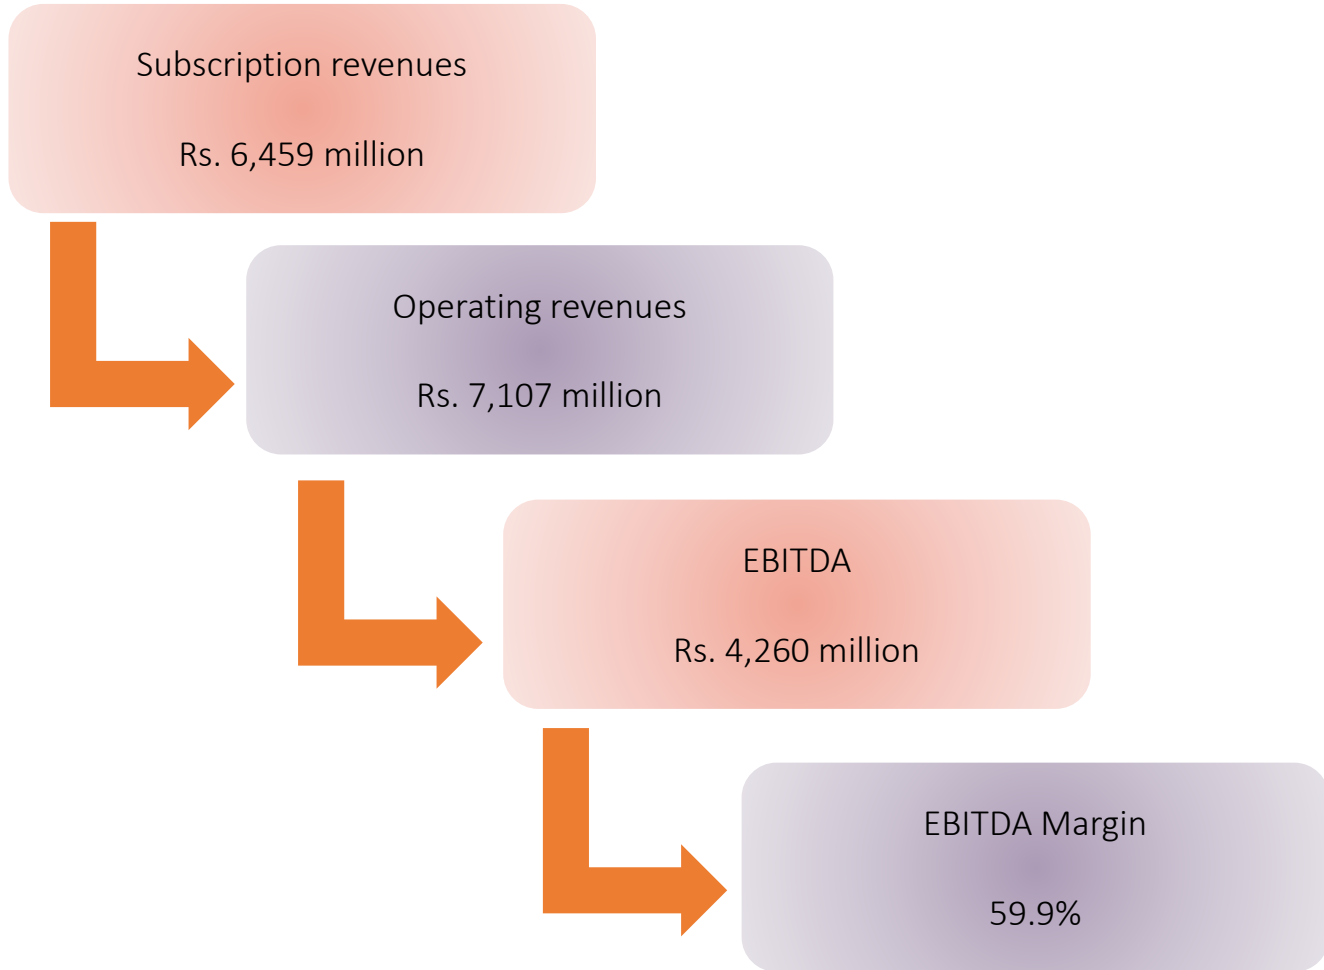 Subscription revenues
Rs. 6,459 million
Operating revenues
Rs. 7,107 million
EBITDA
Rs. 4,260 million
EBITDA Margin
59.9%